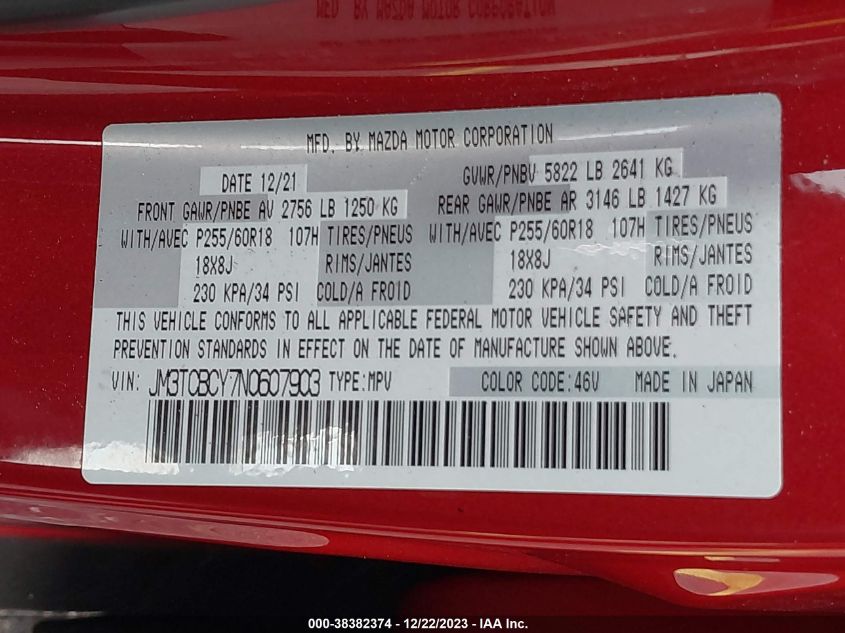 MFD. BY MAZDA MOTOR CORPORATION
MFD. BY MAZDA MOTOR CORPORATION
DATE 12/21 GVWR/PNBV 5822 LB 2641 KG
FRONT GAWR/PNBE AV 2756 LB 1250 KG REAR GAWR/PNBE AR 3146 LB 1427 KG
WITH/AVEC P255/60R18 107H TIRES/PNEUS WITH/AVEC P255/60R18 107H TIRES/PNEUS
18X8J RIMS/JANTES 18X8J RIMS/JANTES
230 KPA/34 PSI COLD/A FROID 230 KPA/34 PSI COLD/A FROID
THIS VEHICLE CONFORMS TO ALL APPLICABLE FEDERAL MOTOR VEHICLE SAFETY AND THEFT
PREVENTION STANDARDS IN EFFECT ON THE DATE OF MANUFACTURE SHOWN ABOVE.
VIN: JM3TCBCY7N0607903 TYPE:MPV COLOR CODE:46V MADE IN JAPAN
000-38382374 - 12/22/2023 - IAA Inc.